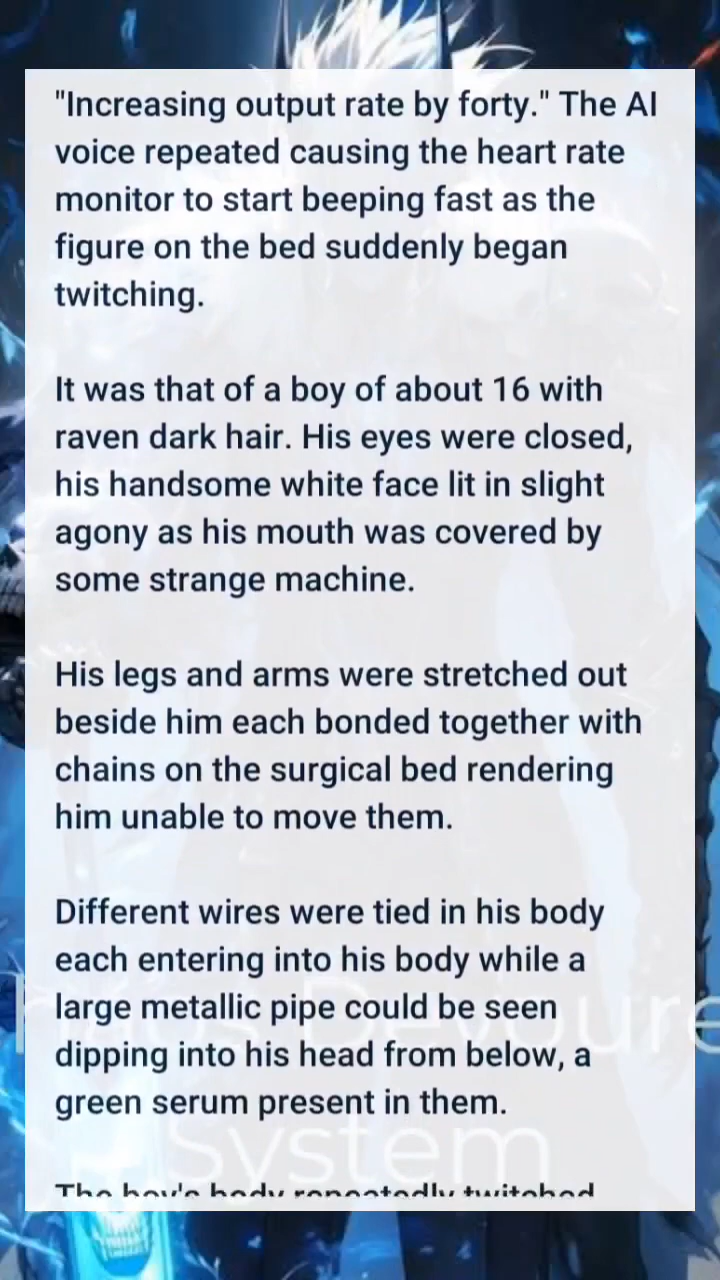 "Increasing output rate by forty." The AI
voice repeated causing the heart rate
monitor to start beeping fast as the
figure on the bed suddenly began
twitching.
It was that of a boy of about 16 with
raven dark hair. His eyes were closed,
his handsome white face lit in slight
agony as his mouth was covered by
some strange machine.
His legs and arms were stretched out
beside him each bonded together with
chains on the surgical bed rendering
him unable to move them.
Different wires were tied in his body
each entering into his body while a
large metallic pipe could be seen
dipping into his head from below, a
green serum present in them.
The boy's body repeatedly twitched
System